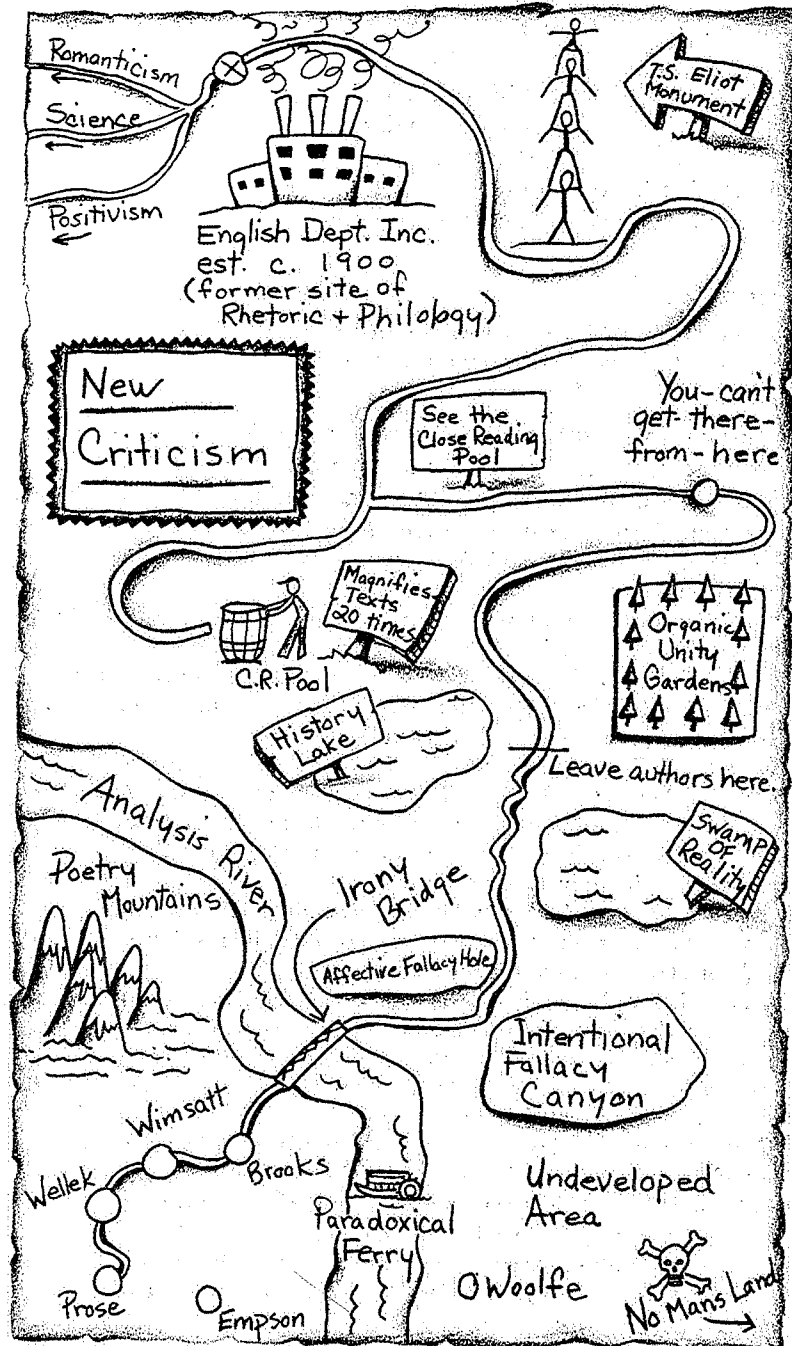 Romanticism
Science
Positivism
T.S. Eliot
Monument
English Dept. Inc.
est. c. 1900
(former site of
Rhetoric + Philology)
New
Criticism
See the
Close Reading
Pool
You-can't
get-there-
from-here
Magnifies
Texts
20 times
C.R. Pool
Organic
Unity
Gardens
History
Lake
Leave authors here.
Analysis River
Swamp
OF
Reality
Poetry
Mountains
Irony
Bridge
Affective Fallacy Hole
Intentional
Fallacy
Canyon
Wimsatt
Brooks
Wellek
Prose
Empson
Paradoxical
Ferry
Undeveloped
Area
Woolfe
No Mans Land